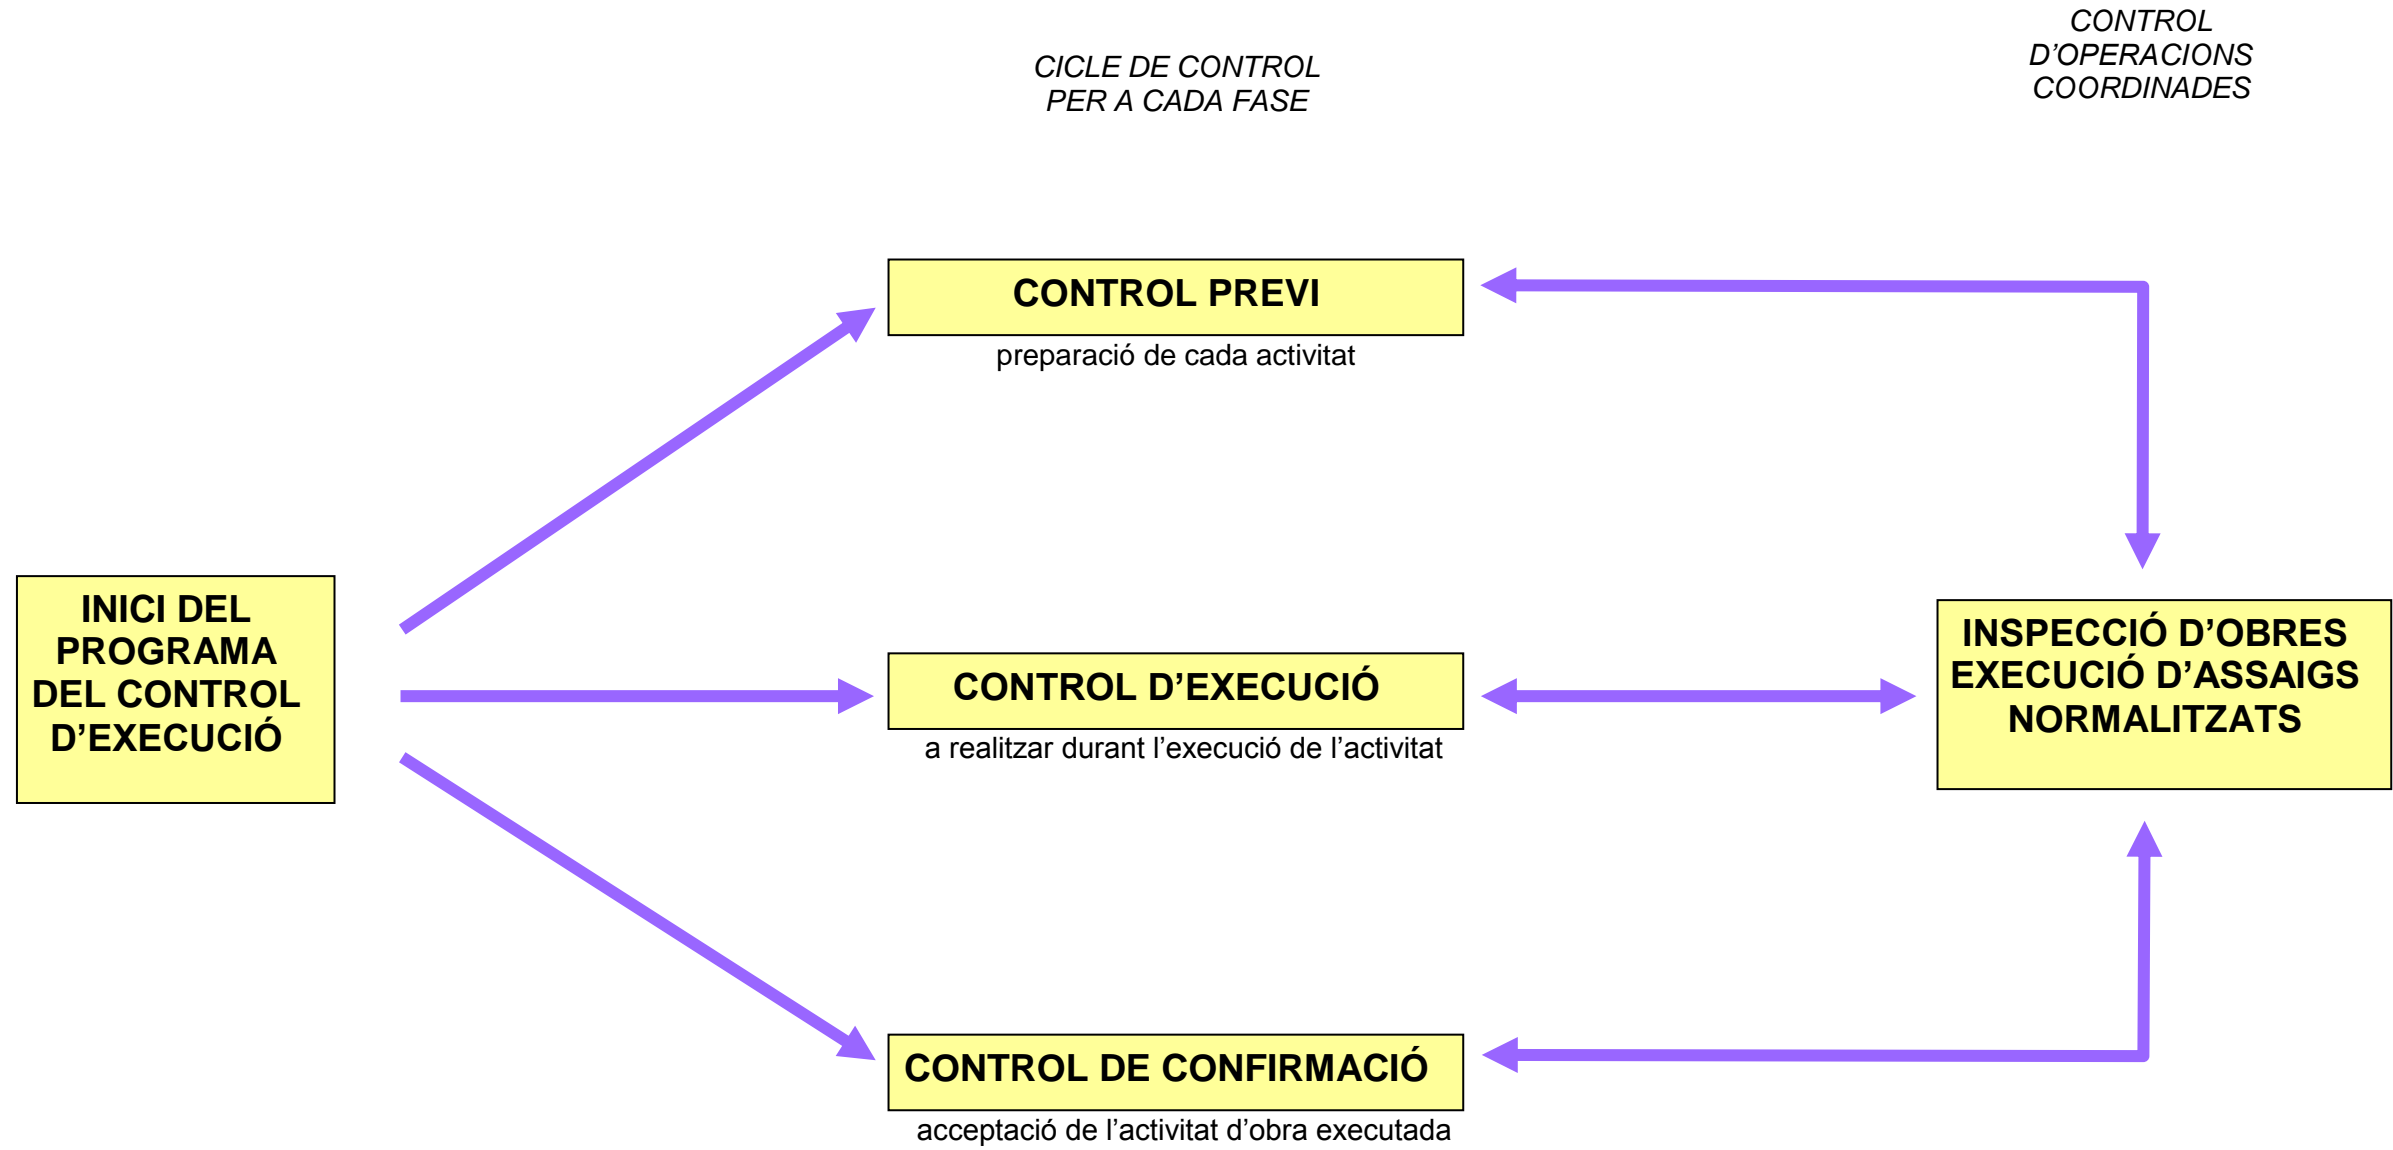 CICLE DE CONTROL
PER A CADA FASE
CONTROL
D’OPERACIONS
COORDINADES
CONTROL PREVI
preparació de cada activitat
INICI DEL
PROGRAMA
DEL CONTROL
D’EXECUCIÓ
CONTROL D’EXECUCIÓ
a realitzar durant l’execució de l’activitat
INSPECCIÓ D’OBRES
EXECUCIÓ D’ASSAIGS
NORMALITZATS
CONTROL DE CONFIRMACIÓ
acceptació de l’activitat d’obra executada